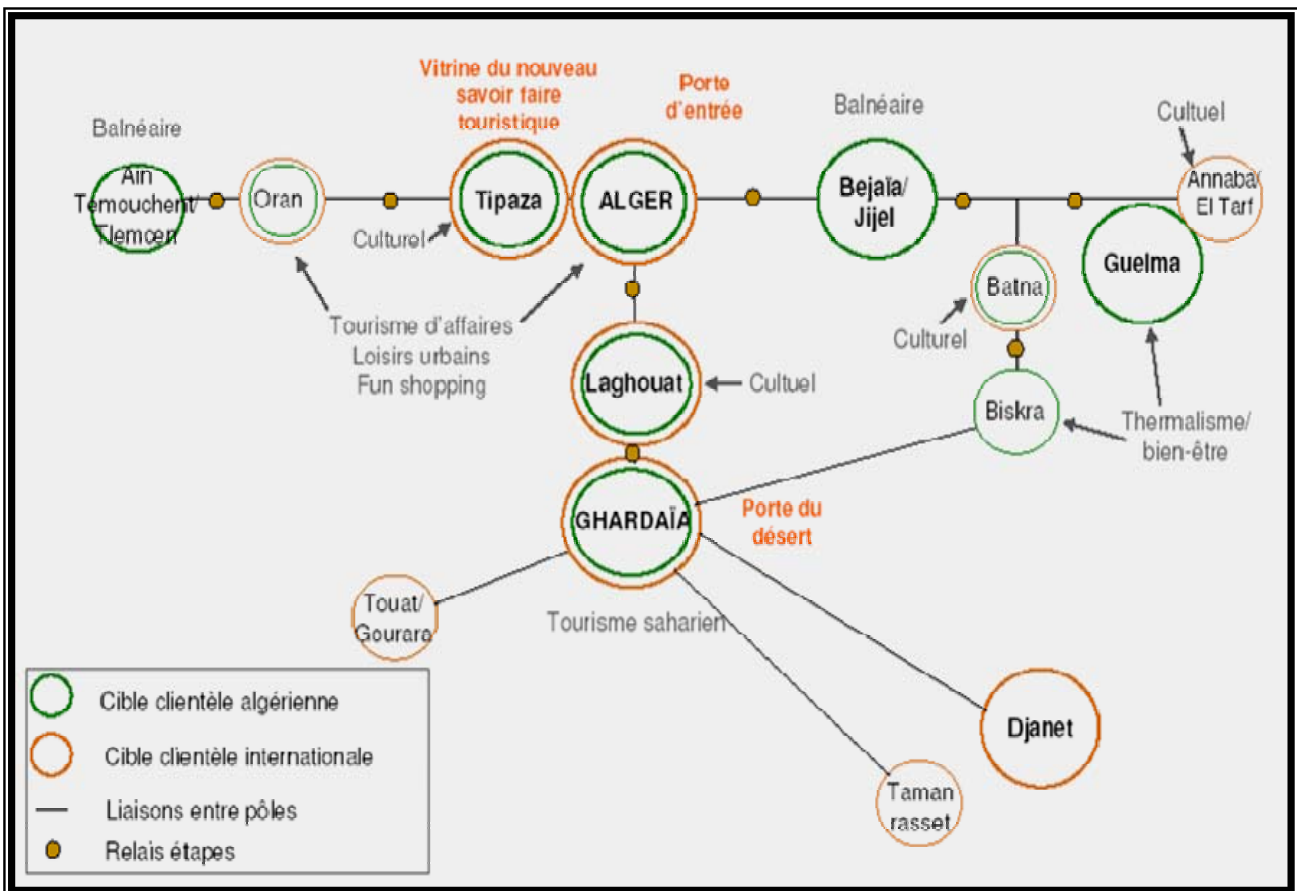 Vitrine du nouveau
savoir faire
touristique
Porte
d'entrée
Balnéaire
Balnéaire
Cultuel
Ain
Temouchent/
Tlemcen
Oran
Tipaza
ALGER
Bejaïa/
Jijel
Annaba/
El Tarf
Culturel
Guelma
Batna
Tourisme d'affaires
Loisirs urbains
Fun shopping
Culturel
Laghouat
Cultuel
Biskra
Thermalisme/
bien-être
GHARDAÏA
Porte du
désert
Touat/
Gourara
Tourisme saharien
Djanet
Taman
rasset
Cible clientèle algérienne
Cible clientèle internationale
Liaisons entre pôles
Relais étapes